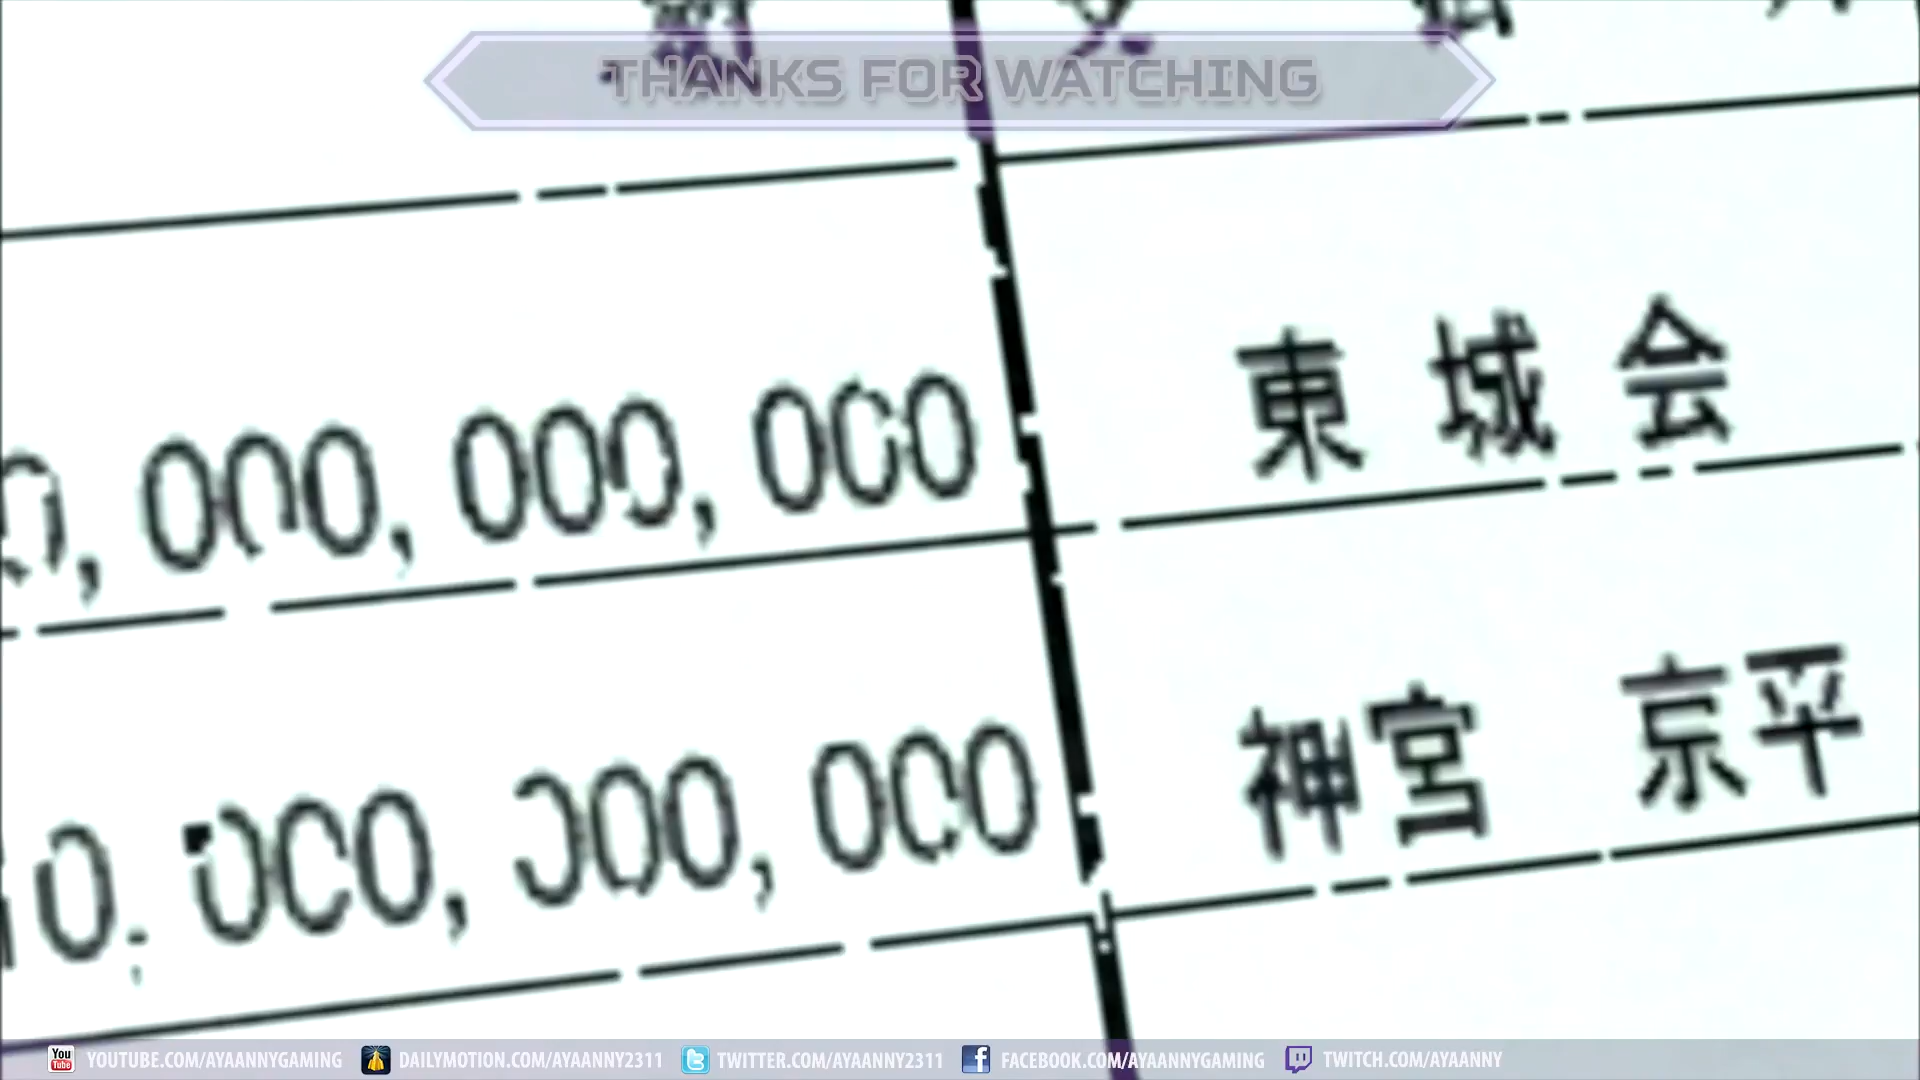 THANKS FOR WATCHING
0,000,000,000 東城会
10,000,000,000 神宮 京平
YOUTUBE.COM/AYAANNYGAMING DAILYMOTION.COM/AYAANNY2311 TWITTER.COM/AYAANNY2311 FACEBOOK.COM/AYAANNYGAMING TWITCH.COM/AYAANNY